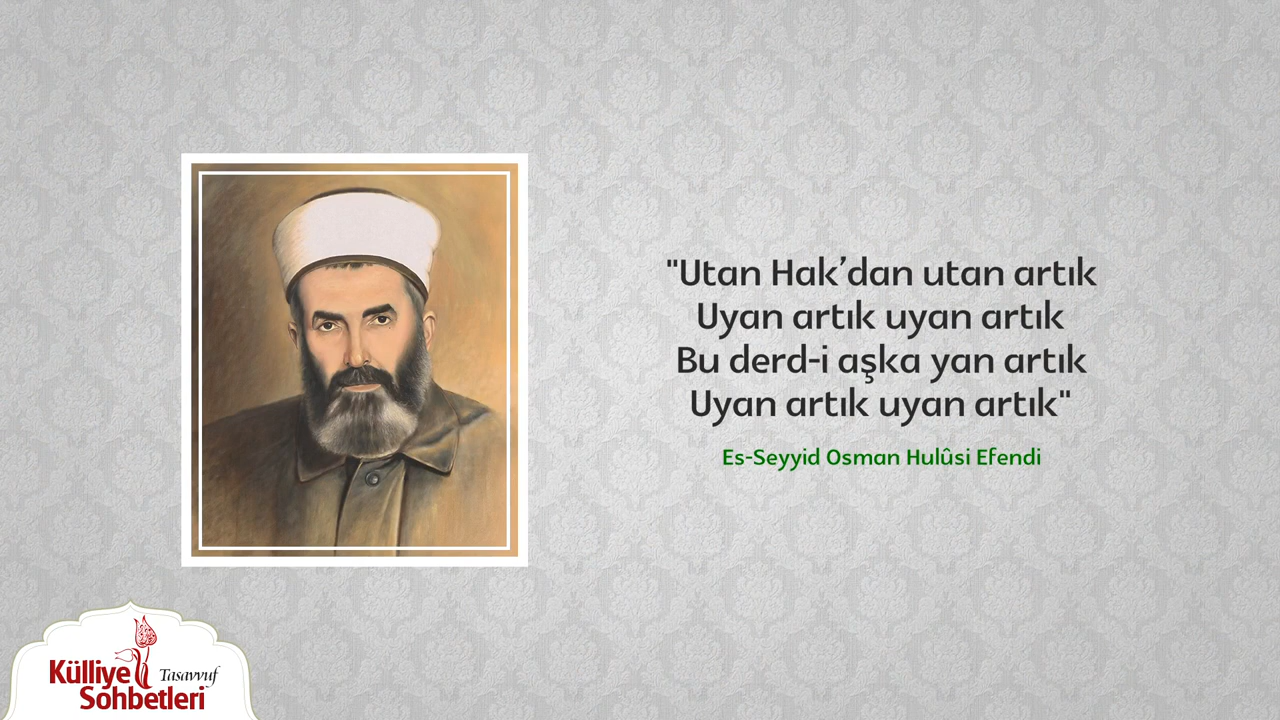 "Utan Hak’dan utan artık
Uyan artık uyan artık
Bu derd-i aşka yan artık
Uyan artık uyan artık"
Es-Seyyid Osman Hulûsi Efendi
Külliye Tasavvuf
Sohbetleri